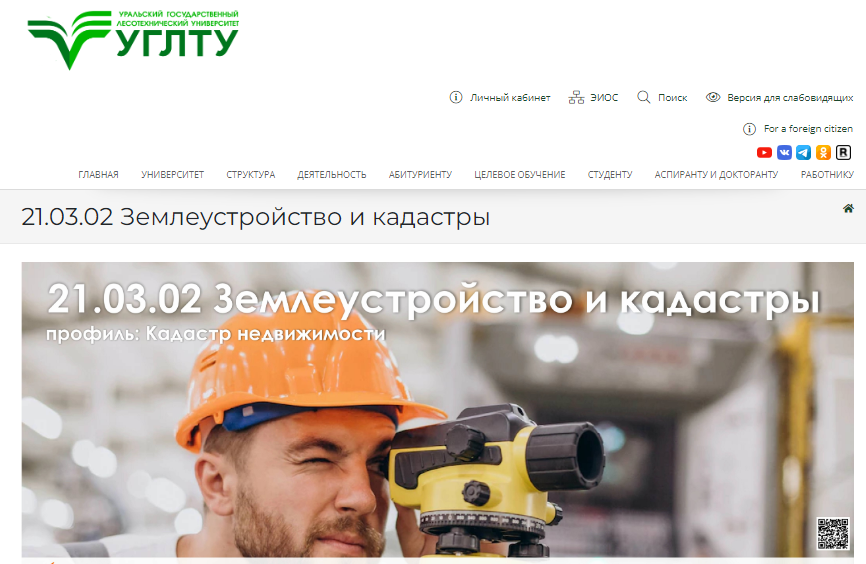 УРАЛЬСКИЙ ГОСУДАРСТВЕННЫЙ
ЛЕСОТЕХНИЧЕСКИЙ УНИВЕРСИТЕТ
УГЛТУ
Личный кабинет ЭИОС Поиск Версия для слабовидящих
For a foreign citizen
ГЛАВНАЯ УНИВЕРСИТЕТ СТРУКТУРА ДЕЯТЕЛЬНОСТЬ АБИТУРИЕНТУ ЦЕЛЕВОЕ ОБУЧЕНИЕ СТУДЕНТУ АСПИРАНТУ И ДОКТОРАНТУ РАБОТНИКУ
21.03.02 Землеустройство и кадастры
21.03.02 Землеустройство и кадастры
профиль: Кадастр недвижимости